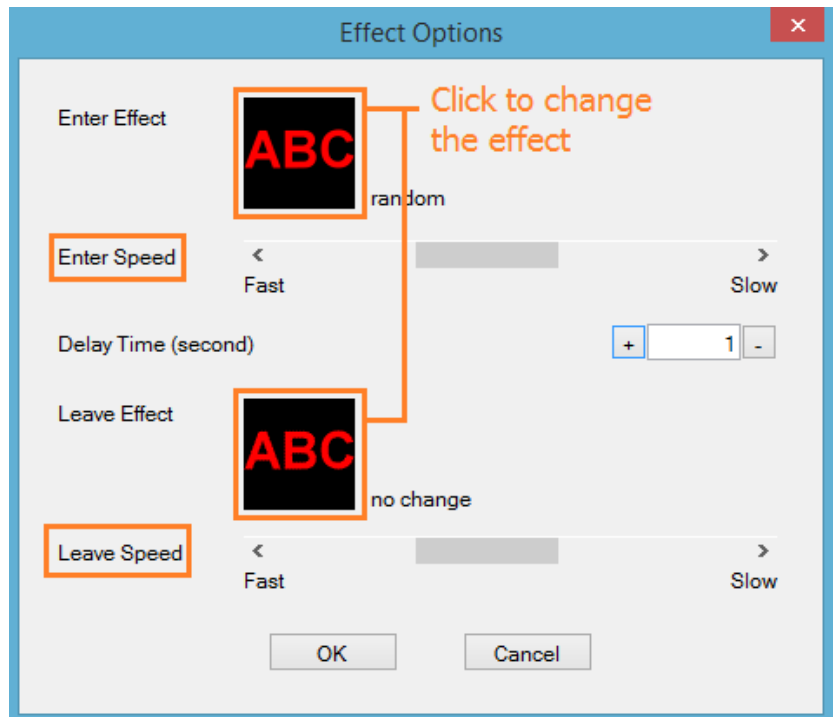 Effect Options
Enter Effect
ABC
Click to change
the effect
random
Enter Speed
Fast
Slow
Delay Time (second)
+ 1 -
Leave Effect
ABC
no change
Leave Speed
Fast
Slow
OK
Cancel